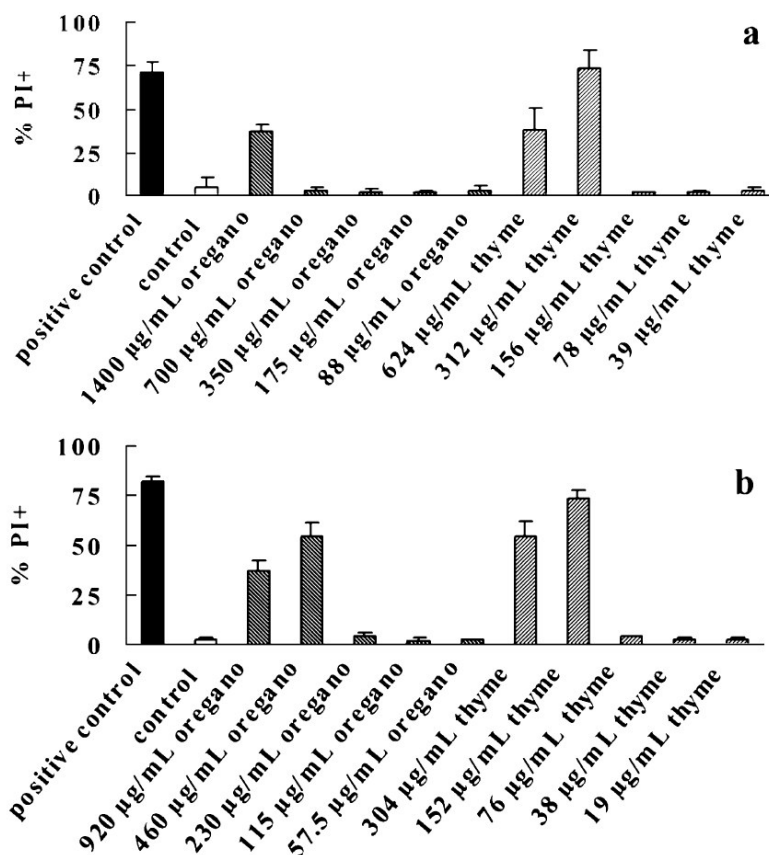 a
% PI+
100
75
50
25
0
positive control
control
1400 µg/mL oregano
700 µg/mL oregano
350 µg/mL oregano
175 µg/mL oregano
88 µg/mL oregano
624 µg/mL thyme
312 µg/mL thyme
156 µg/mL thyme
78 µg/mL thyme
39 µg/mL thyme
b
% PI+
100
75
50
25
0
positive control
control
920 µg/mL oregano
460 µg/mL oregano
230 µg/mL oregano
115 µg/mL oregano
57.5 µg/mL oregano
304 µg/mL thyme
152 µg/mL thyme
76 µg/mL thyme
38 µg/mL thyme
19 µg/mL thyme